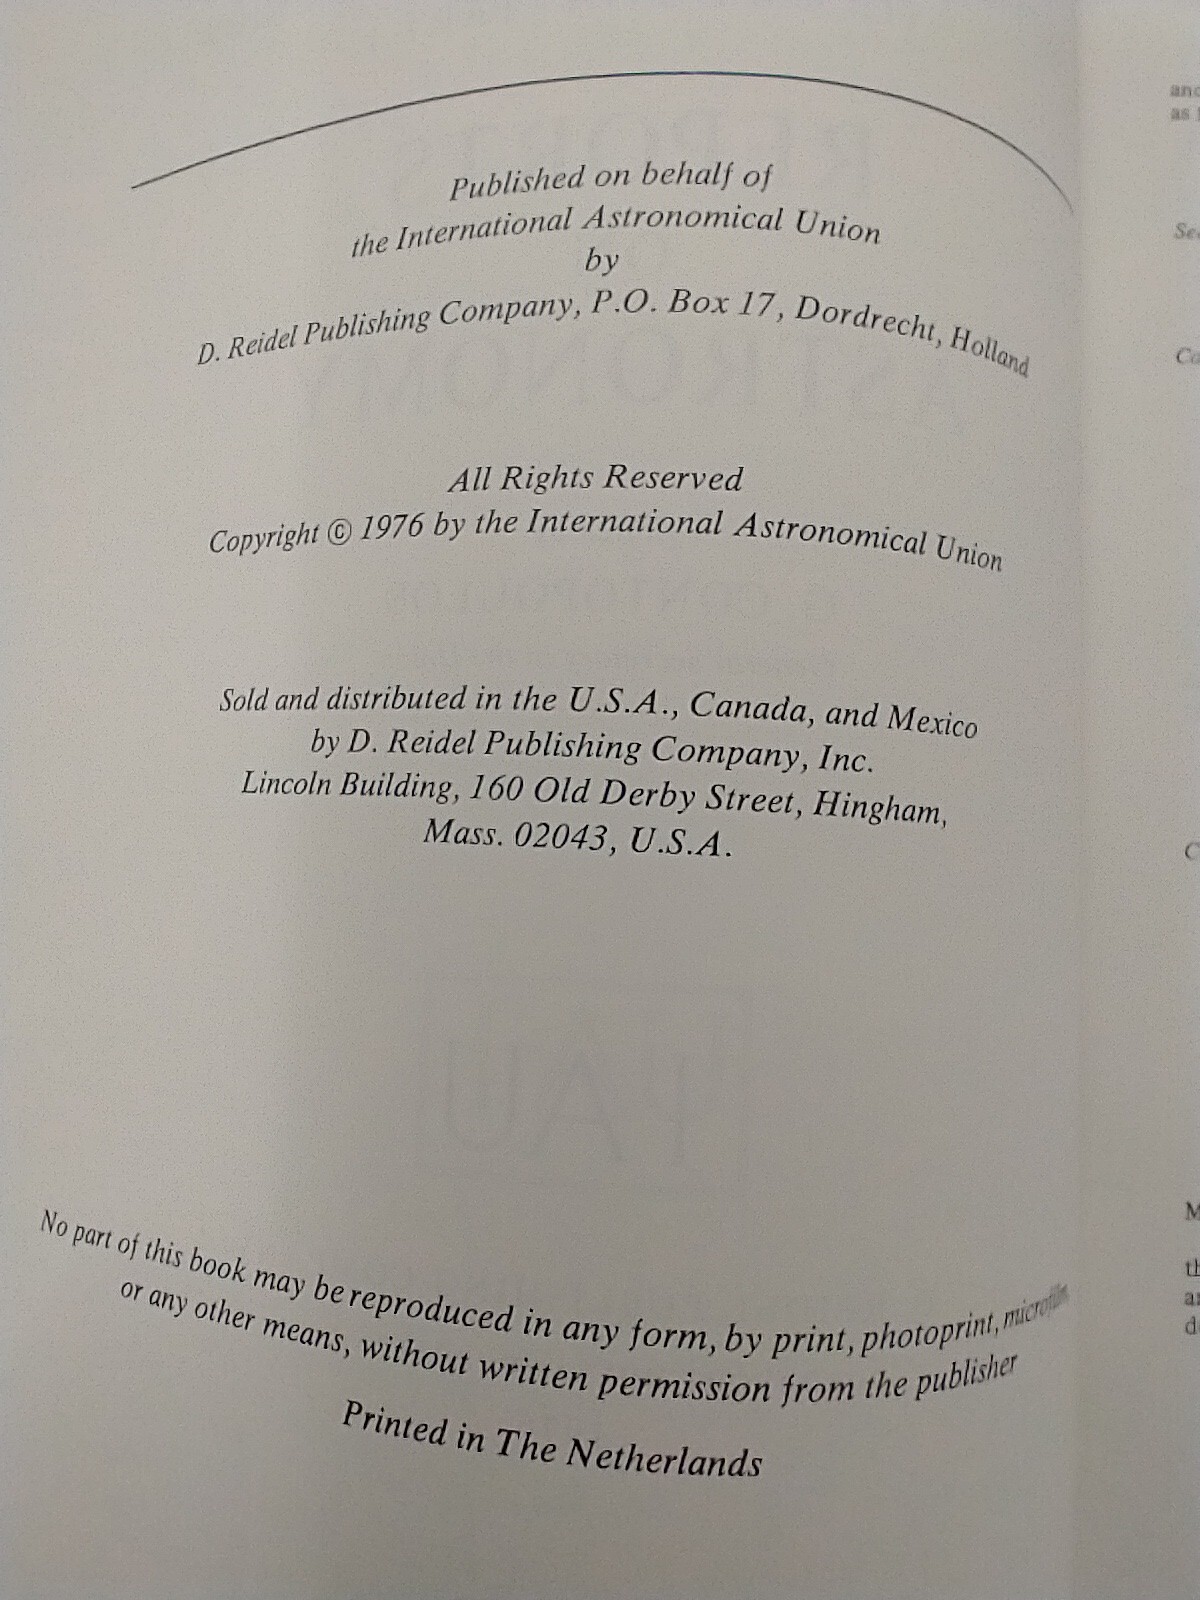 Published on behalf of
the International Astronomical Union
by
D. Reidel Publishing Company, P.O. Box 17, Dordrecht, Holland
All Rights Reserved
Copyright © 1976 by the International Astronomical Union
Sold and distributed in the U.S.A., Canada, and Mexico
by D. Reidel Publishing Company, Inc.
Lincoln Building, 160 Old Derby Street, Hingham,
Mass. 02043, U.S.A.
No part of this book may be reproduced in any form, by print, photoprint, microfilm
or any other means, without written permission from the publisher
Printed in The Netherlands